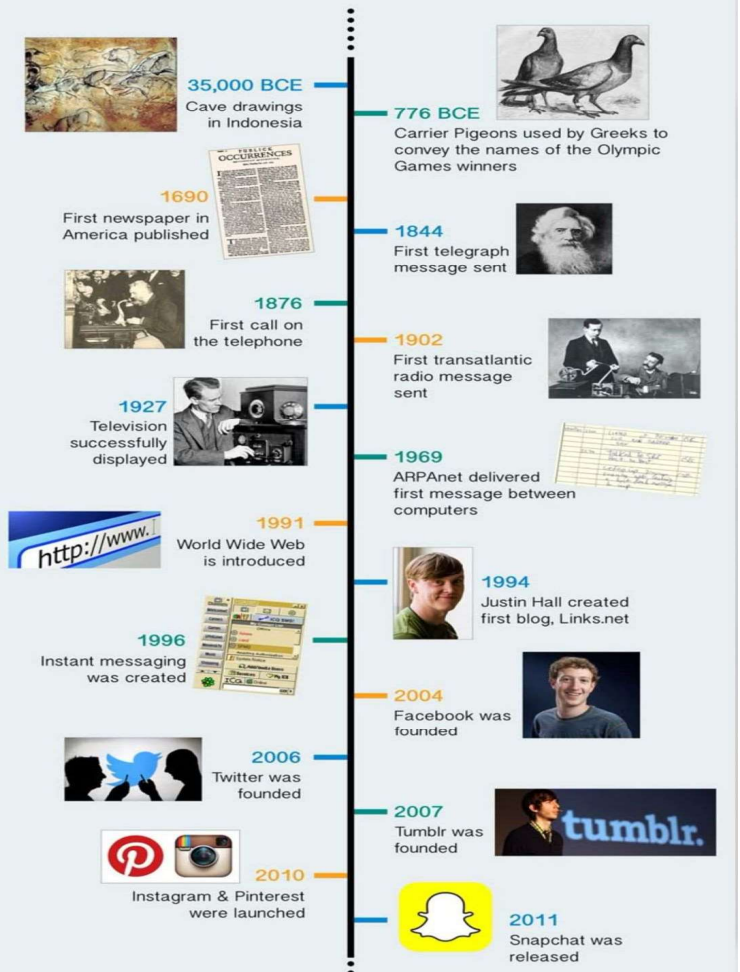 35,000 BCE
Cave drawings
in Indonesia
776 BCE
Carrier Pigeons used by Greeks to
convey the names of the Olympic
Games winners
PUBLICK
OCCURRENCES
1690
First newspaper in
America published
1844
First telegraph
message sent
1876
First call on
the telephone
1902
First transatlantic
radio message
sent
1927
Television
successfully
displayed
1969
ARPAnet delivered
first message between
computers
http://www.
1991
World Wide Web
is introduced
1994
Justin Hall created
first blog, Links.net
1996
Instant messaging
was created
ICQ
2004
Facebook was
founded
2006
Twitter was
founded
2007
Tumblr was
founded
tumblr.
2010
Instagram & Pinterest
were launched
2011
Snapchat was
released